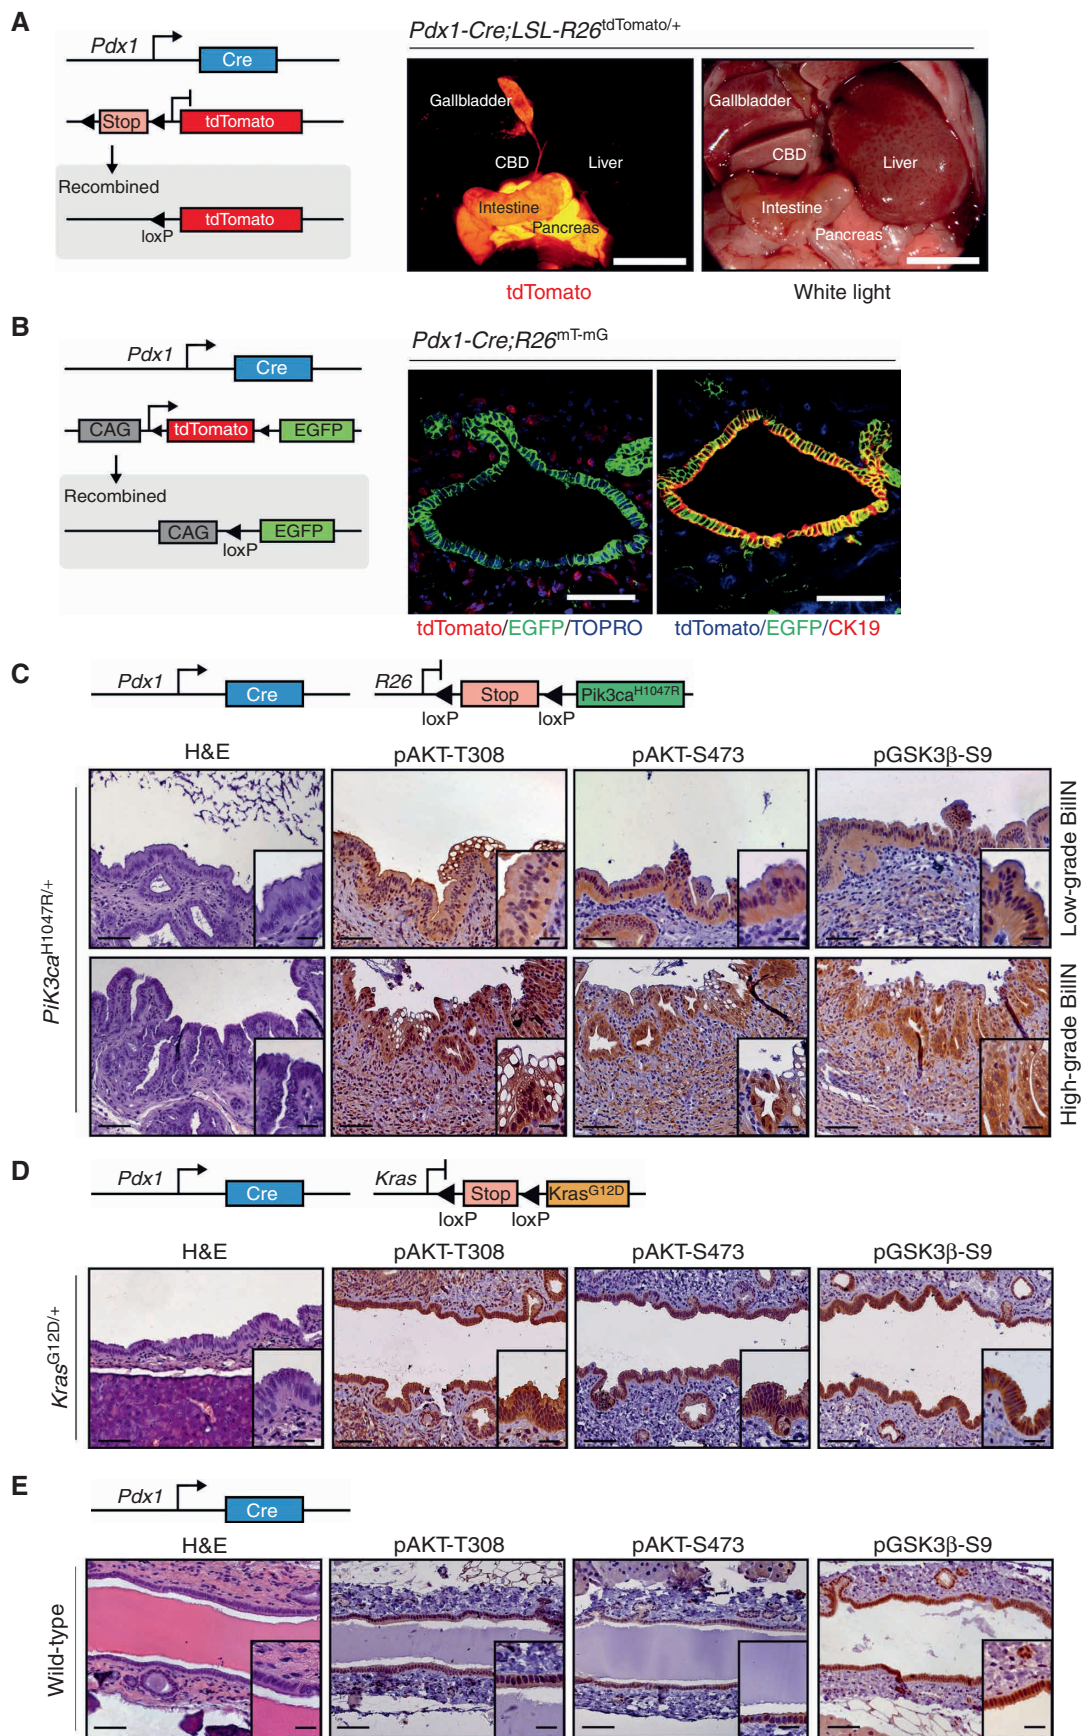 A
Pdx1
Cre
Stop
tdTomato
Recombined
tdTomato
loxP
Pdx1-Cre;LSL-R26tdTomato/+
Gallbladder
CBD
Liver
Intestine
Pancreas
Gallbladder
CBD
Liver
Intestine
Pancreas
tdTomato
White light
B
Pdx1
Cre
CAG
tdTomato
EGFP
Recombined
CAG
EGFP
loxP
Pdx1-Cre;R26mT-mG
tdTomato/EGFP/TOPRO
tdTomato/EGFP/CK19
C
Pdx1
Cre
R26
Stop
Pik3caH1047R
loxP
loxP
H&E
pAKT-T308
pAKT-S473
pGSK3β-S9
PiK3caH1047R/+
Low-grade BilIN
High-grade BilIN
D
Pdx1
Cre
Kras
Stop
KrasG12D
loxP
loxP
H&E
pAKT-T308
pAKT-S473
pGSK3β-S9
KrasG12D/+
E
Pdx1
Cre
H&E
pAKT-T308
pAKT-S473
pGSK3β-S9
Wild-type